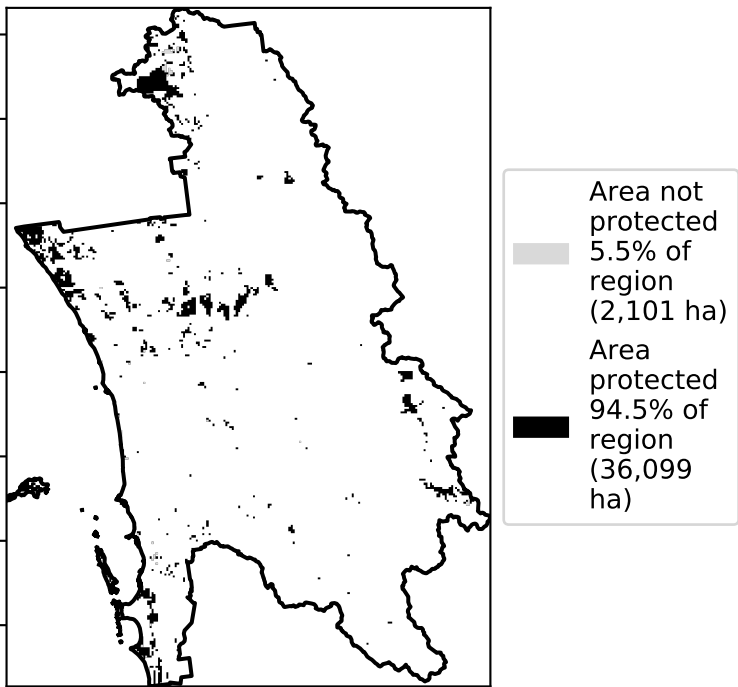 Area not
protected
5.5% of
region
(2,101 ha)
Area
protected
94.5% of
region
(36,099
ha)